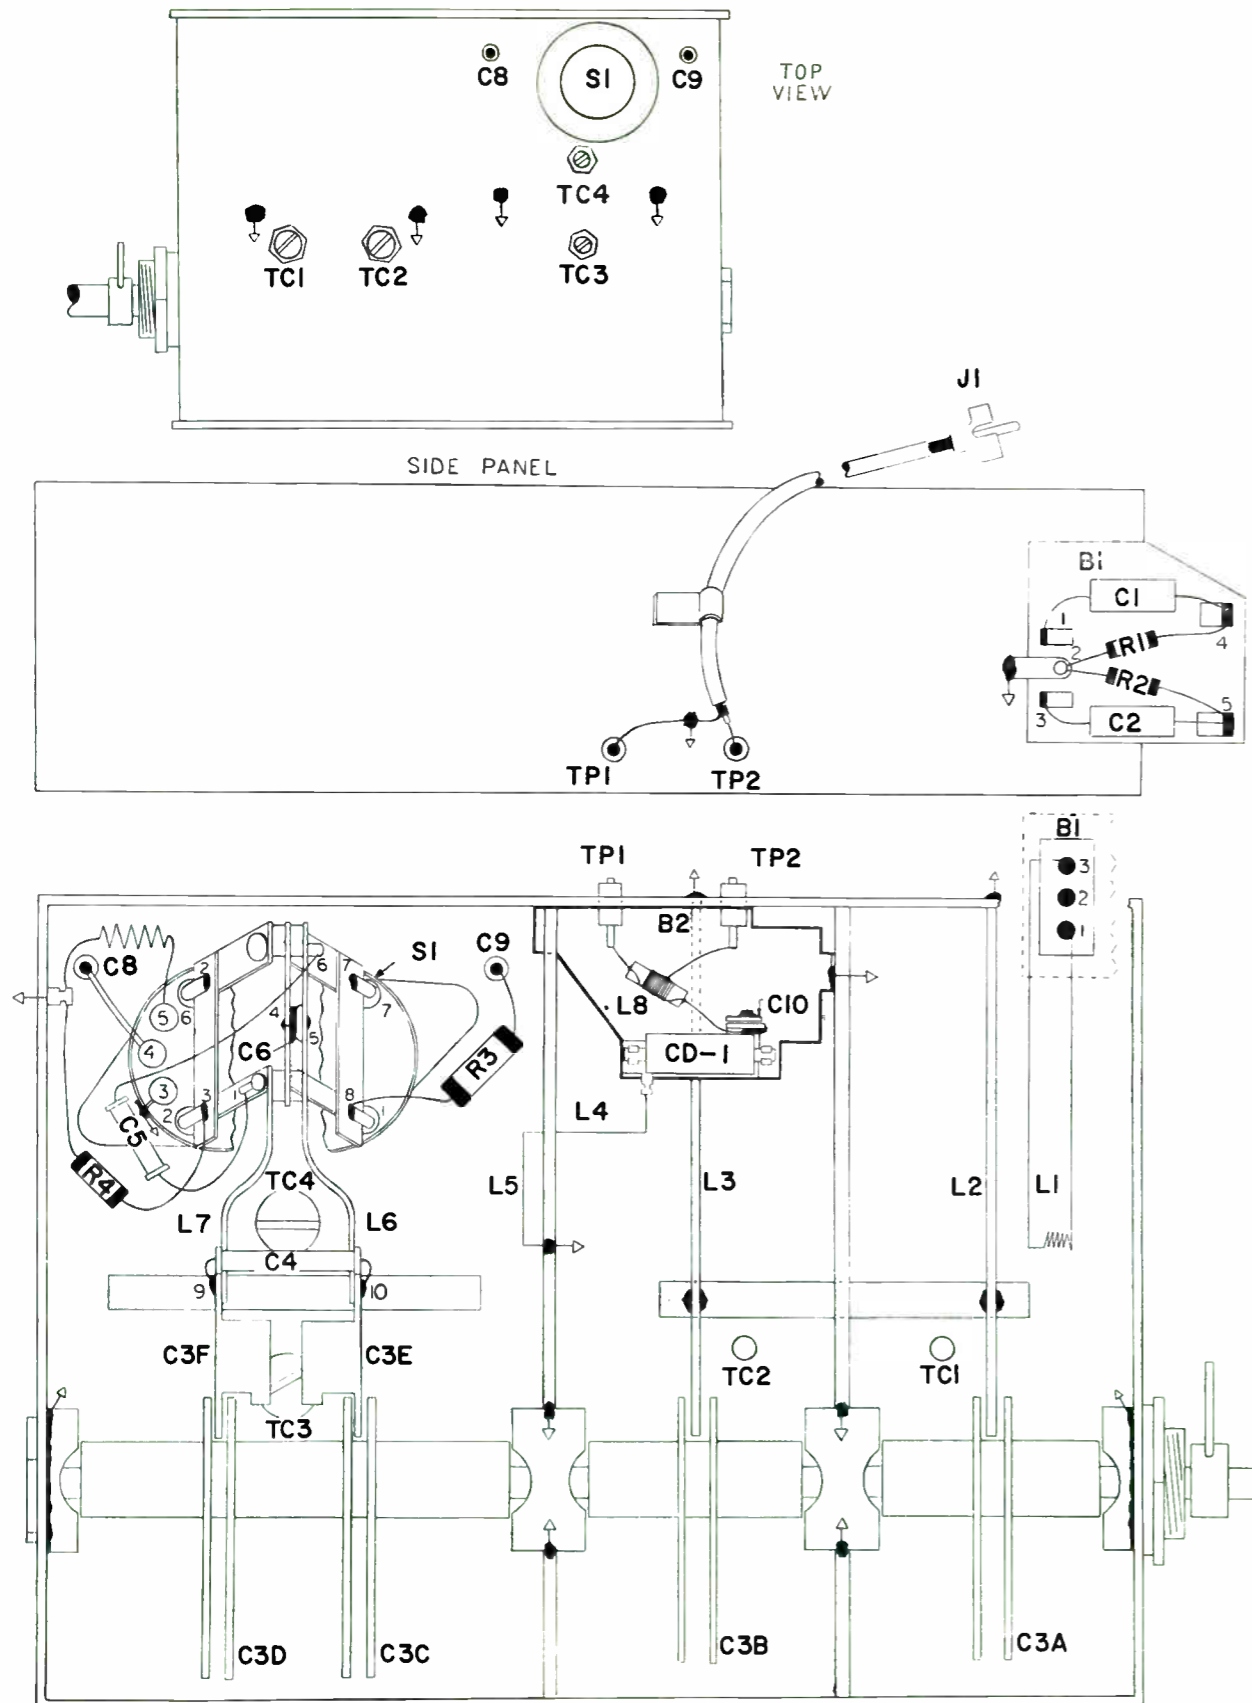 C8
S1
C9
TOP
VIEW
TC4
TC1
TC2
TC3
J1
SIDE PANEL
B1
C1
1
4
2
R1
R2
3
C2
5
TP1
TP2
TP1
TP2
B1
3
2
1
B2
C8
2
6
7
S1
C9
5
6
7
L8
C10
4
4
5
C6
R3
CD-1
3
3
1
8
1
2
C5
L4
R4
TC4
L5
L3
L2
L1
L7
L6
C4
9
10
C3F
C3E
TC2
TC1
TC3
C3D
C3C
C3B
C3A